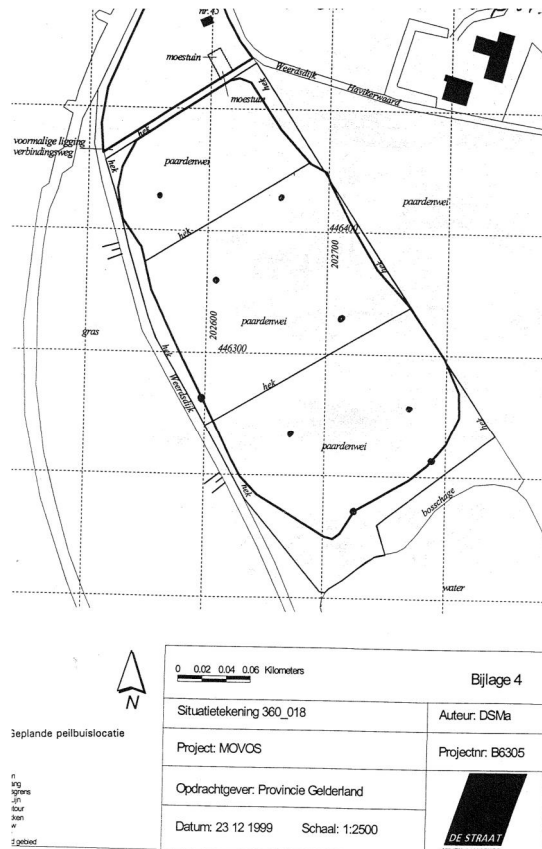 nr. 45
moestuin
Weerdsdijk
Havikerwaard
hek
moestuin
hek
voormalige ligging
verbindingsweg
hek
paardenwei
paardenwei
446400
202700
hek
hek
202600
paardenwei
gras
446300
hek
Weerdsdijk
hek
hek
paardenwei
hek
bosschage
water
0 0.02 0.04 0.06 Kilometers
Bijlage 4
N
Situatietekening 360_018
Auteur: DSMa
Geplande peilbuislocatie
Project: MOVOS
Projectnr: B6305
Opdrachtgever: Provincie Gelderland
Datum: 23 12 1999
Schaal: 1:2500
DE STRAAT